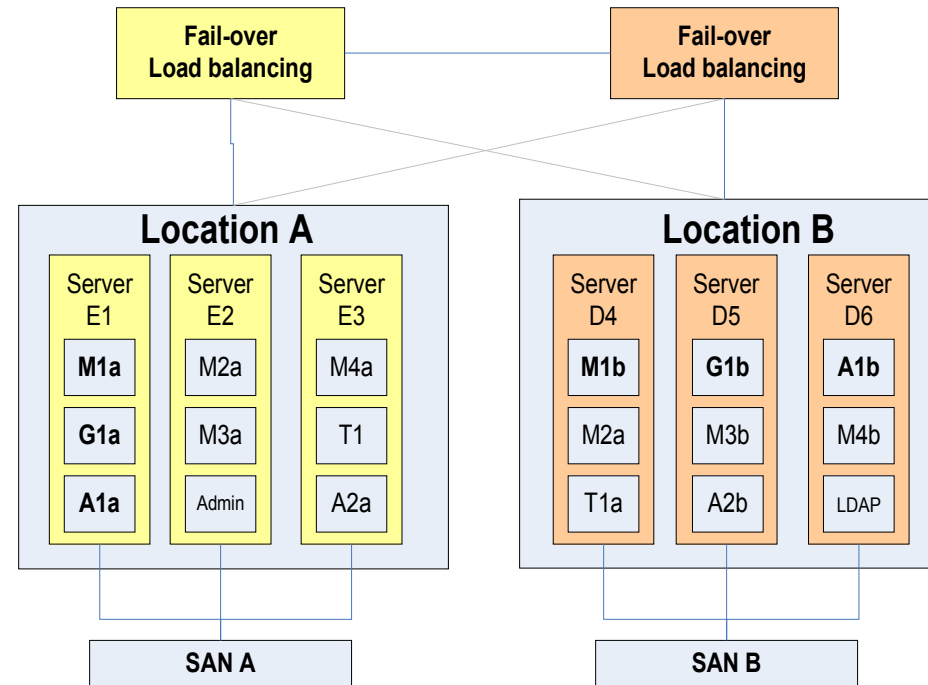 Fail-over
Load balancing
Fail-over
Load balancing
Location A
Server
E1
M1a
G1a
A1a
Server
E2
M2a
M3a
Admin
Server
E3
M4a
T1
A2a
Location B
Server
D4
M1b
M2a
T1a
Server
D5
G1b
M3b
A2b
Server
D6
A1b
M4b
LDAP
SAN A
SAN B